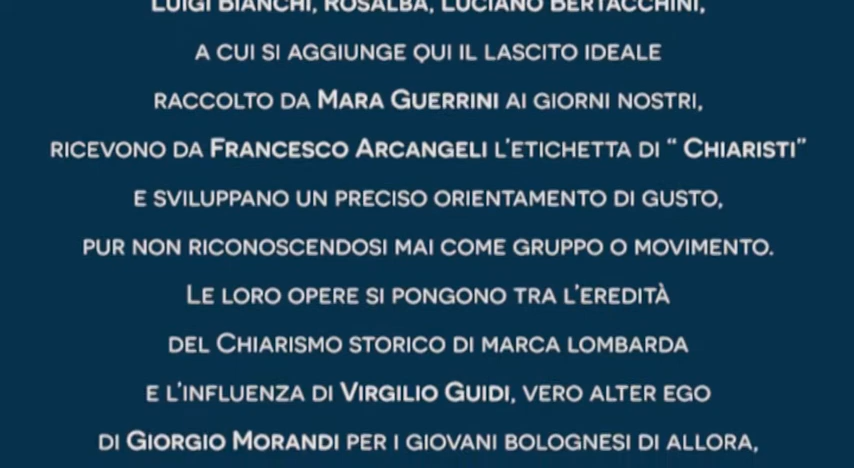 LUIGI BIANCHI, ROSALBA, LUCIANO BERTACCHINI,
A CUI SI AGGIUNGE QUI IL LASCITO IDEALE
RACCOLTO DA MARA GUERRINI AI GIORNI NOSTRI,
RICEVONO DA FRANCESCO ARCANGELI L'ETICHETTA DI “ CHIARISTI”
E SVILUPPANO UN PRECISO ORIENTAMENTO DI GUSTO,
PUR NON RICONOSCENDOSI MAI COME GRUPPO O MOVIMENTO.
LE LORO OPERE SI PONGONO TRA L'EREDITÀ
DEL CHIARISMO STORICO DI MARCA LOMBARDA
E L'INFLUENZA DI VIRGILIO GUIDI, VERO ALTER EGO
DI GIORGIO MORANDI PER I GIOVANI BOLOGNESI DI ALLORA,